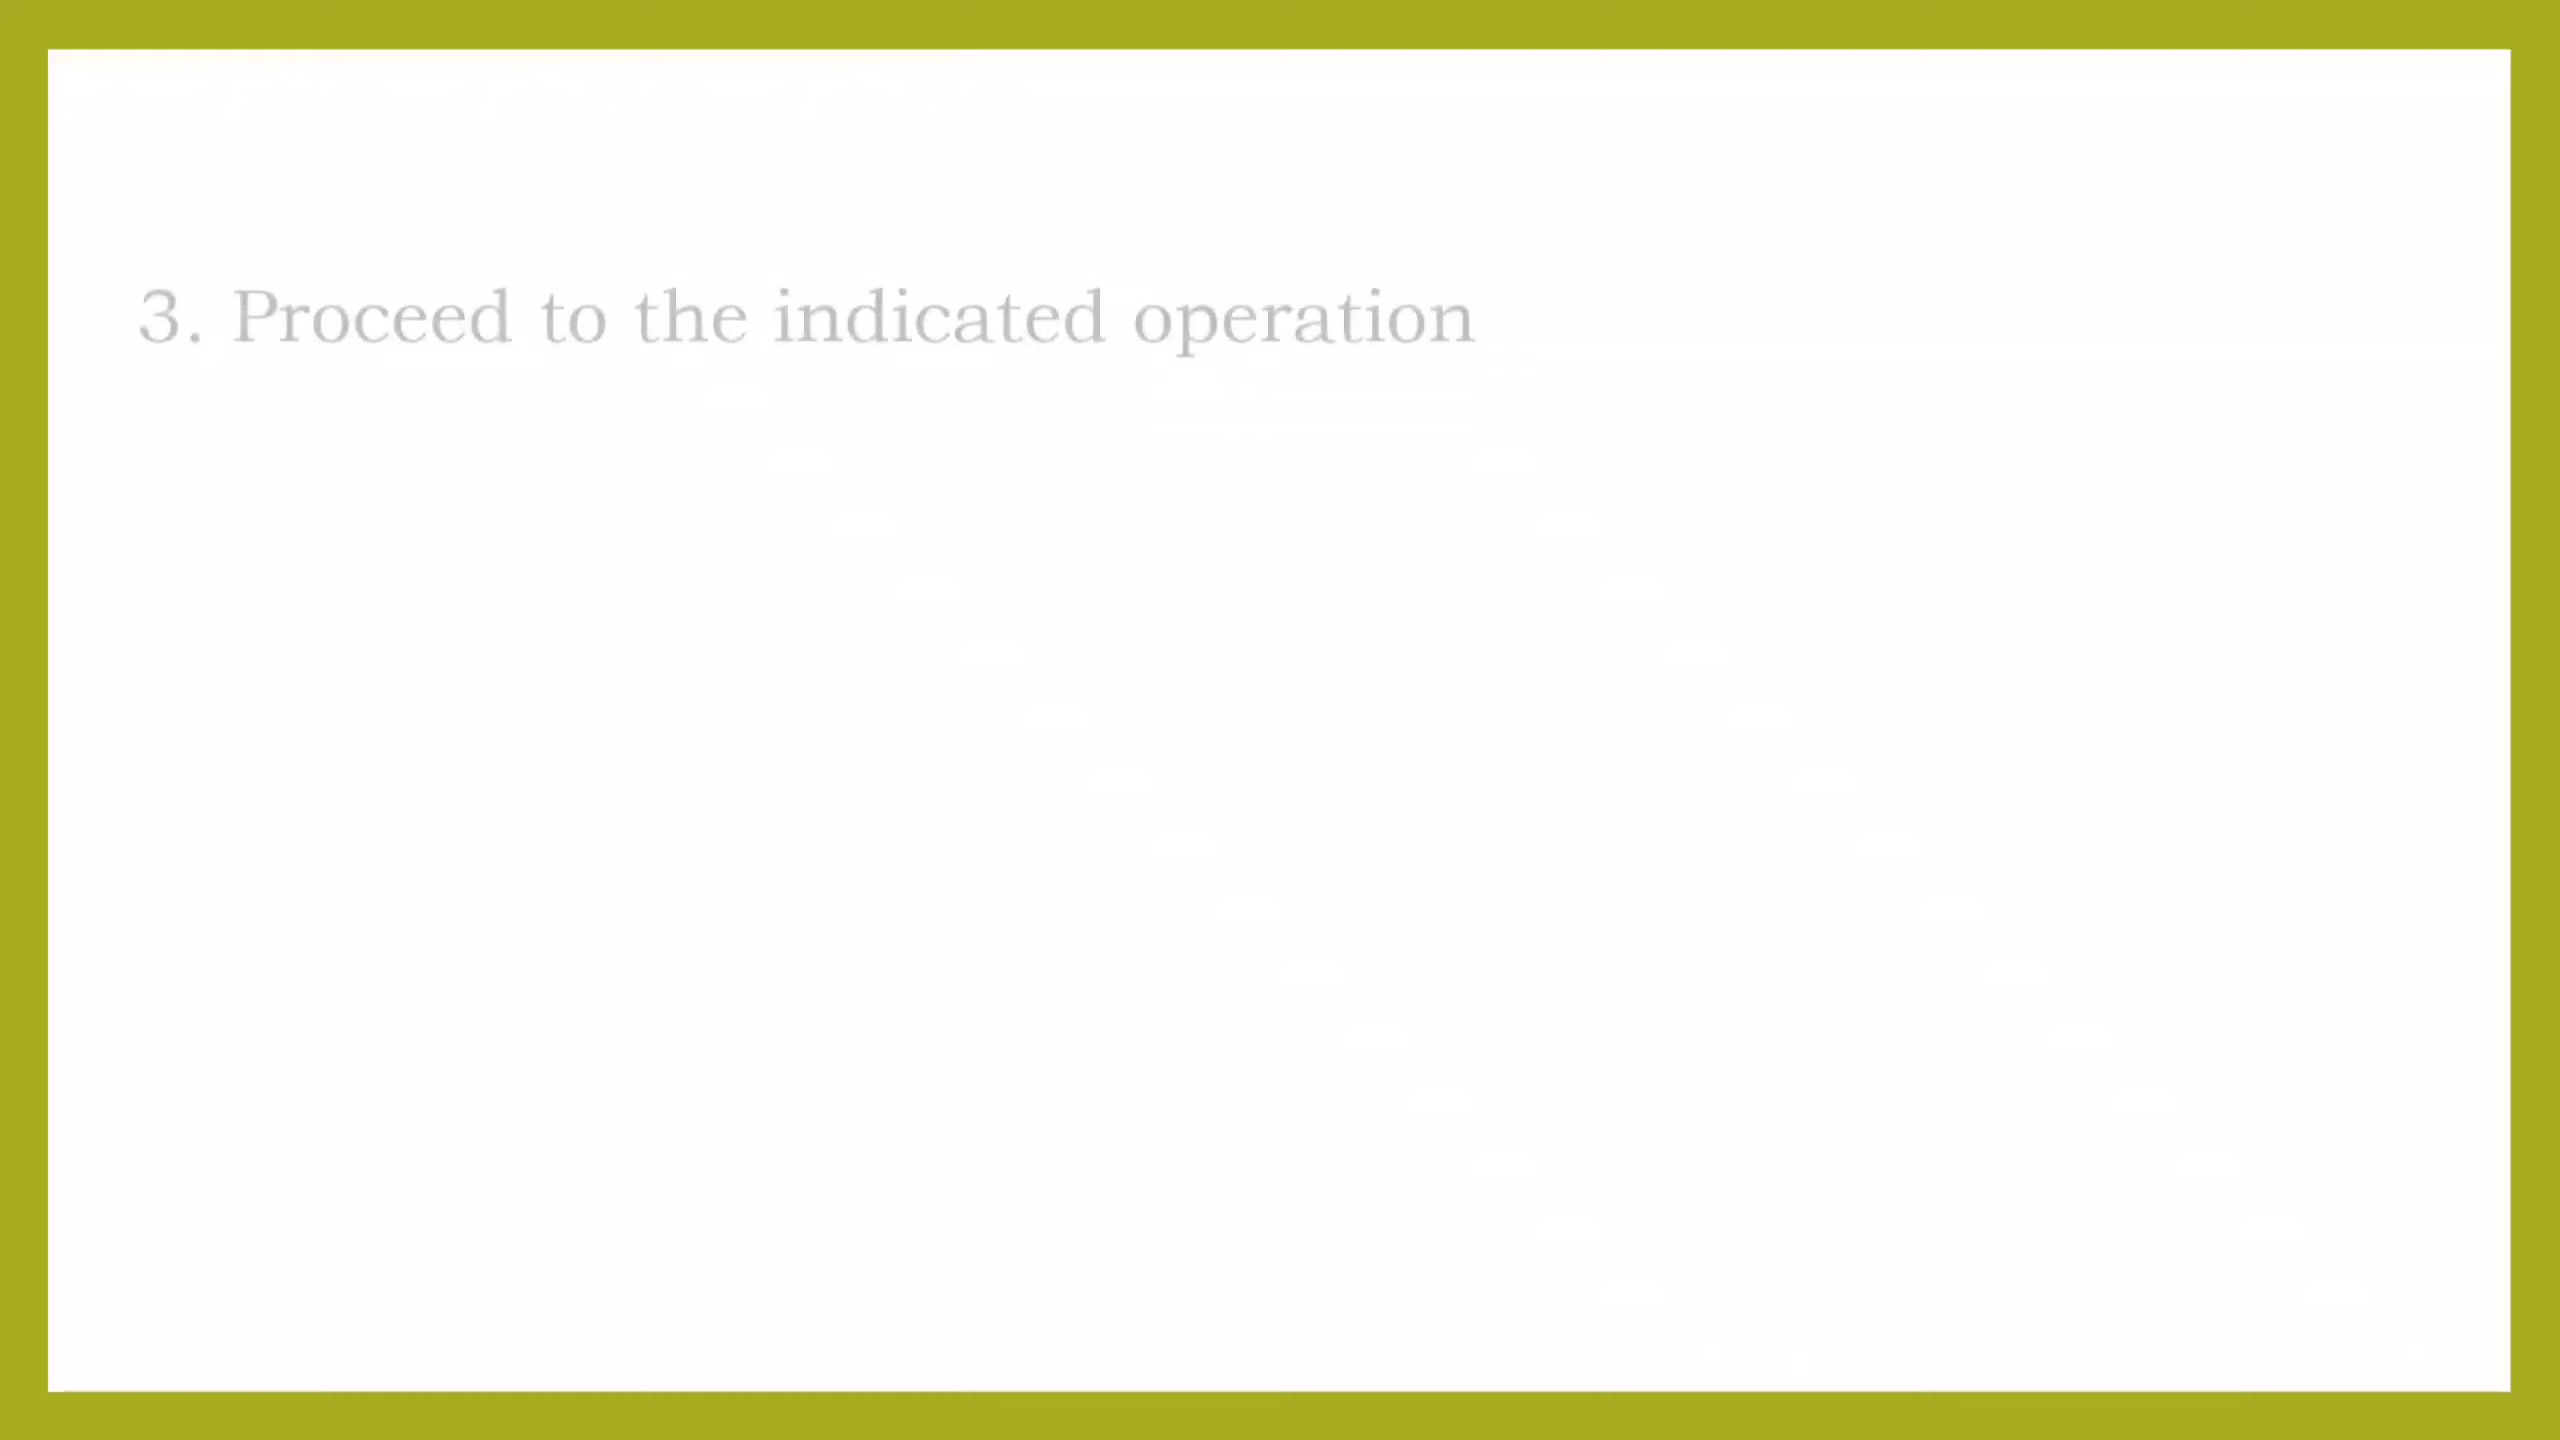 3. Proceed to the indicated operation